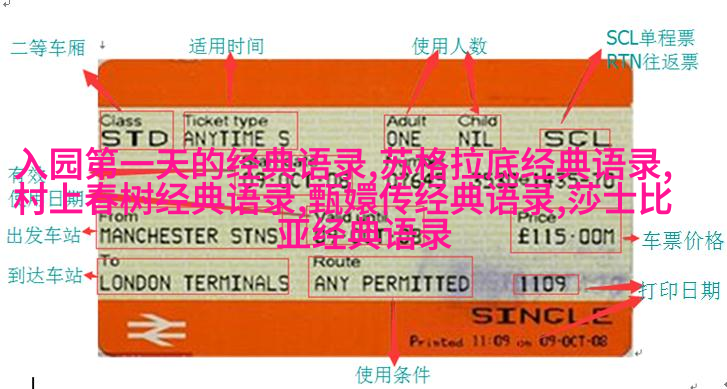 二等车厢
适用时间
使用人数
SCL单程票
RTN往返票
Class
Ticket type
Adult
Child
STD
ANYTIME S
ONE
NIL
SCL
入园第一天的经典语录,苏格拉底经典语录,
村上春树经典语录,甄嬛传经典语录,莎士比
亚经典语录
使用日期
出发车站
From
MANCHESTER STNS
Price
£115·00M
车票价格
到达车站
To
LONDON TERMINALS
Route
ANY PERMITTED
1109
打印日期
SINGLE
Printed 11:09 on 09-OCT-08
使用条件